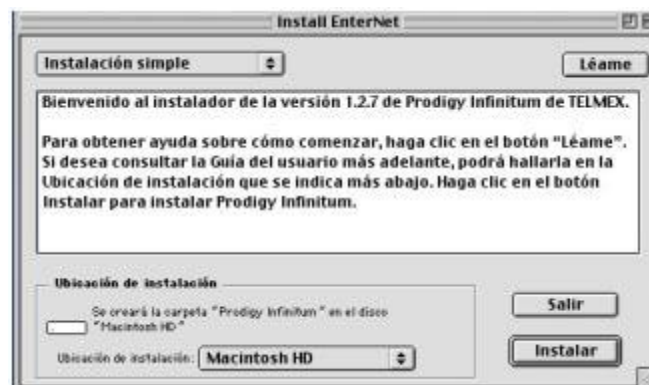 Install EnterNet
Instalación simple
Léame
Bienvenido al instalador de la versión 1.2.7 de Prodigy Infinitum de TELMEX.
Para obtener ayuda sobre cómo comenzar, haga clic en el botón “Léame”.
Si desea consultar la Guía del usuario más adelante, podrá hallarla en la
Ubicación de instalación que se indica más abajo. Haga clic en el botón
Instalar para instalar Prodigy Infinitum.
Ubicación de instalación
Se creará la carpeta "Prodigy Infinitum" en el disco
"Macintosh HD"
Salir
Ubicación de instalación: Macintosh HD
Instalar